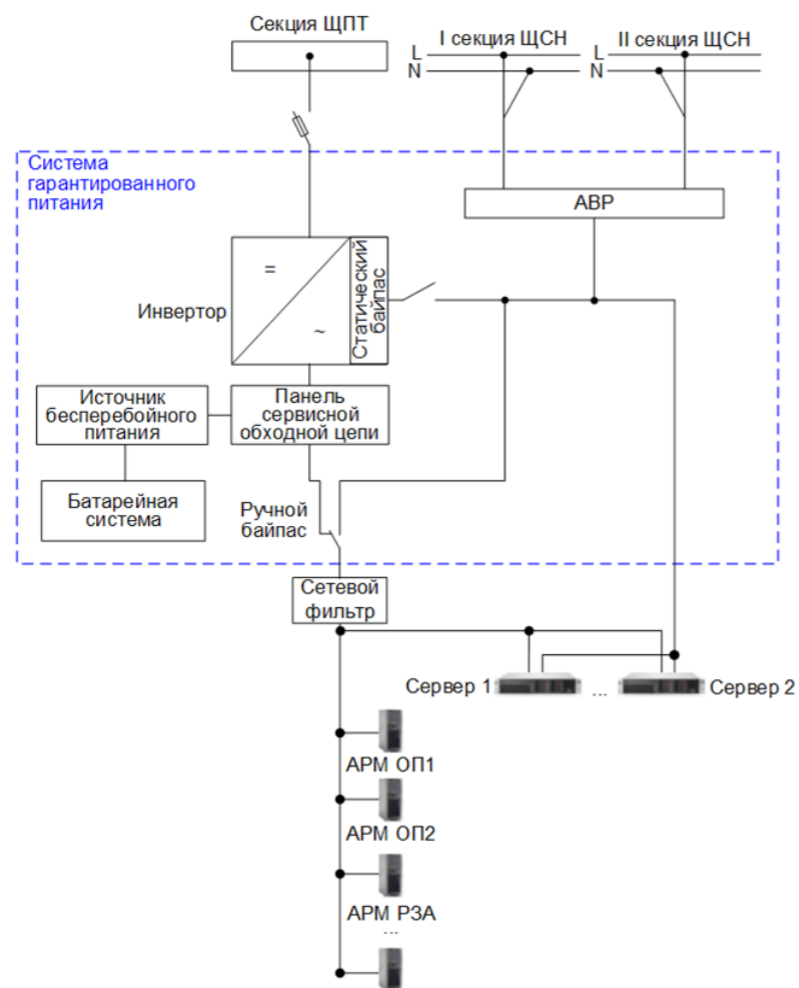 Секция ЩПТ
I секция ЩСН
II секция ЩСН
L
N
L
N
Система
гарантированного
питания
АВР
=
~
Статический
байпас
Инвертор
Источник
бесперебойного
питания
Панель
сервисной
обходной цепи
Батарейная
система
Ручной
байпас
Сетевой
фильтр
Сервер 1
...
Сервер 2
АРМ ОП1
АРМ ОП2
АРМ РЗА
...